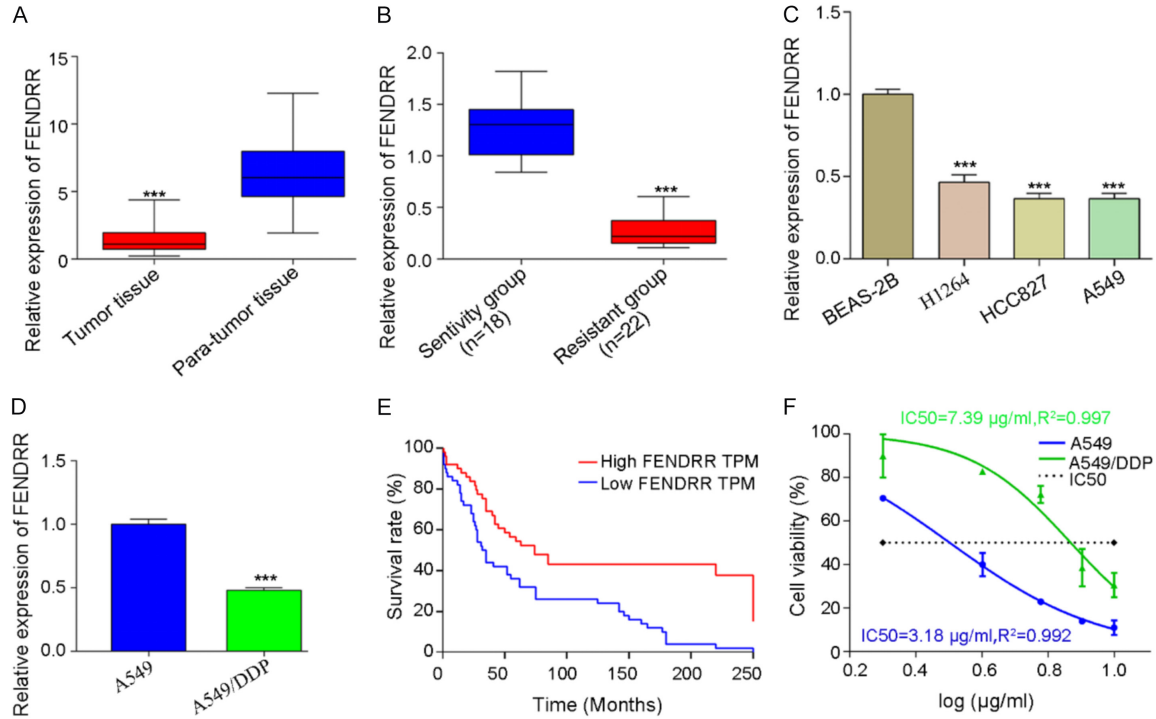 A
Relative expression of FENDRR
15
10
5
0
***
Tumor tissue
Para-tumor tissue
B
Relative expression of FENDRR
2.0
1.5
1.0
0.5
0.0
***
Sentivity group
(n=18)
Resistant group
(n=22)
C
Relative expression of FENDRR
1.5
1.0
0.5
0.0
***
***
***
BEAS-2B
H1264
HCC827
A549
D
Relative expression of FENDRR
1.5
1.0
0.5
0.0
***
A549
A549/DDP
E
Survival rate (%)
100
80
60
40
20
0
High FENDRR TPM
Low FENDRR TPM
0
50
100
150
200
250
Time (Months)
F
IC50=7.39 µg/ml,R²=0.997
Cell viability (%)
100
80
60
40
20
0
A549
A549/DDP
IC50
IC50=3.18 µg/ml,R²=0.992
0.2
0.4
0.6
0.8
1.0
log (µg/ml)